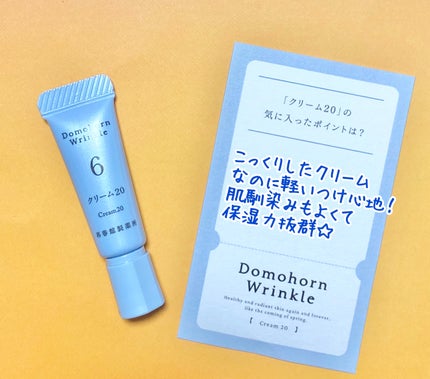 Domohorn
Wrinkle
6
クリーム20
Cream20
再春館製薬所
「クリーム20」の
気に入ったポイントは？
こっくりしたクリーム
なのに軽いつけ心地！
肌馴染みもよくて
保湿力抜群☆
Domohorn
Wrinkle
Healthy and radiant skin again and forever,
like the coming of spring.
【 Cream 20 】